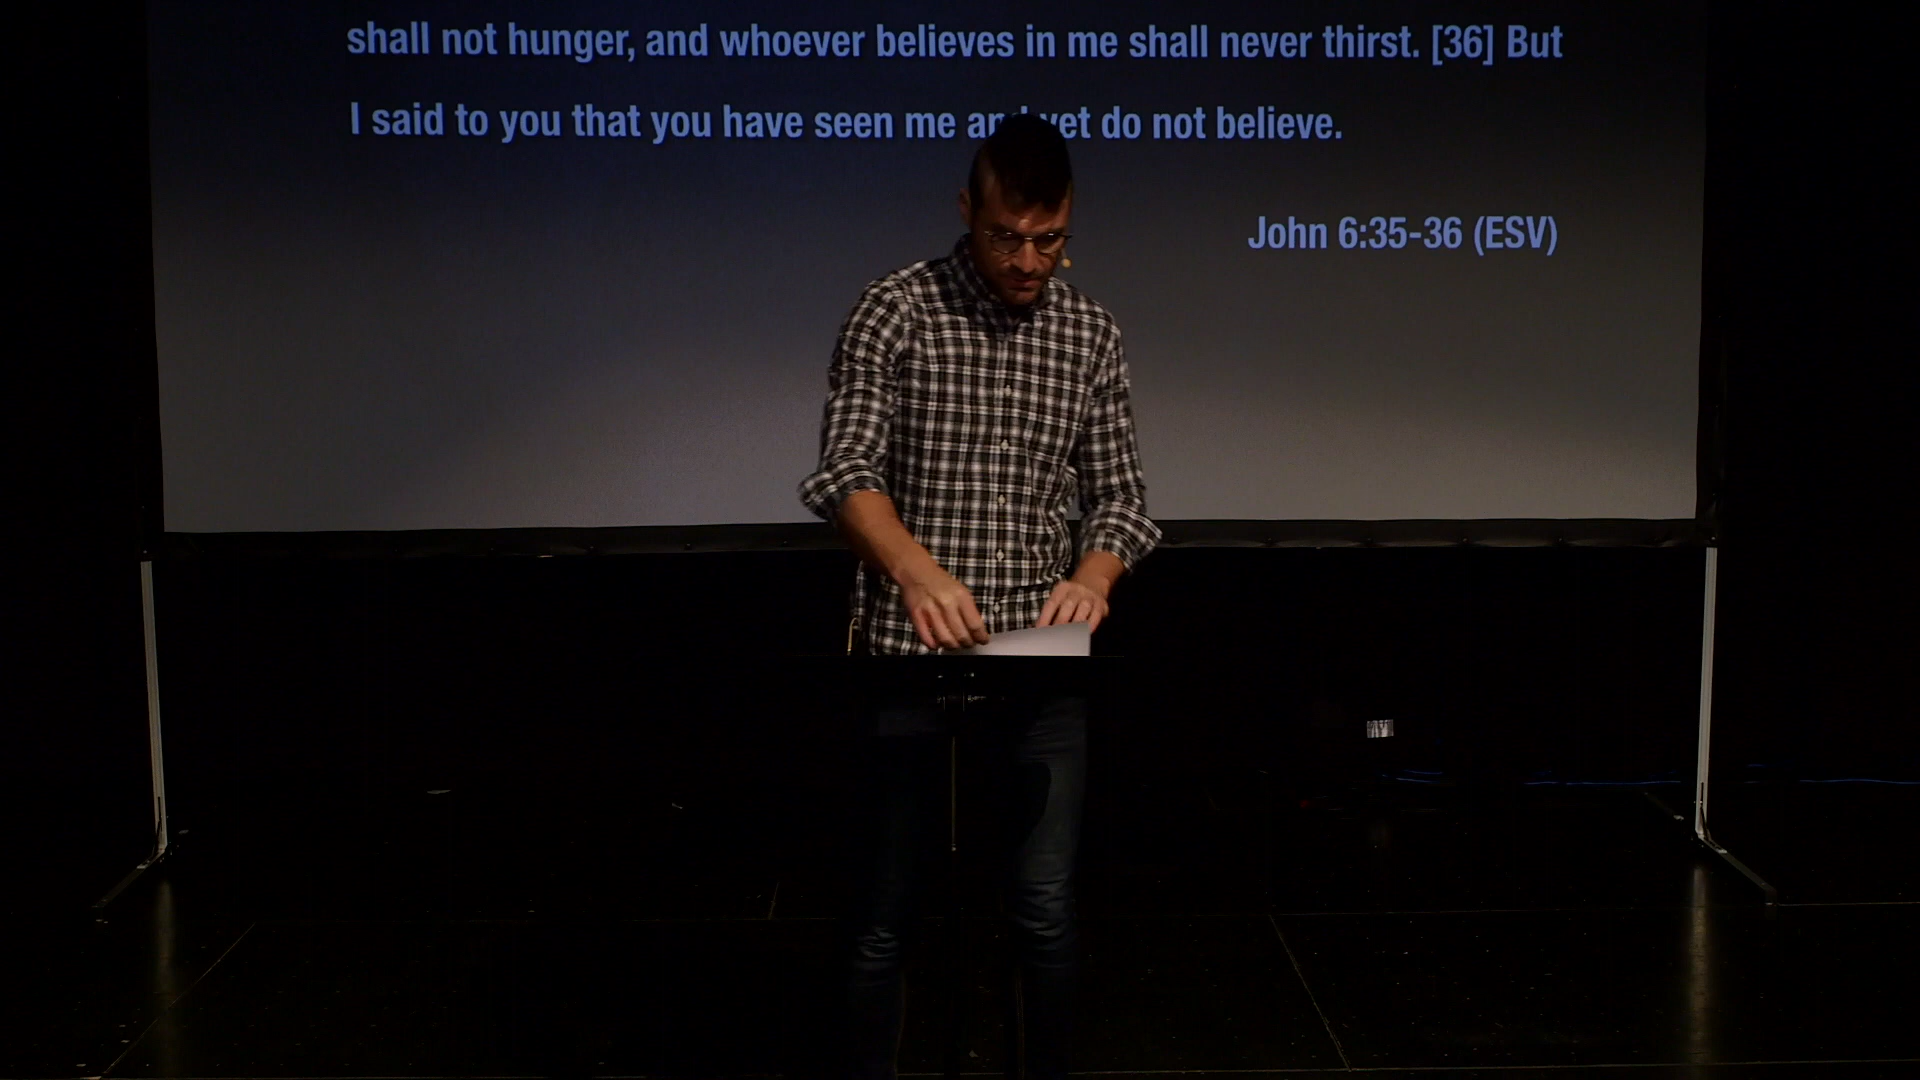 shall not hunger, and whoever believes in me shall never thirst. [36] But
I said to you that you have seen me and yet do not believe.
John 6:35-36 (ESV)